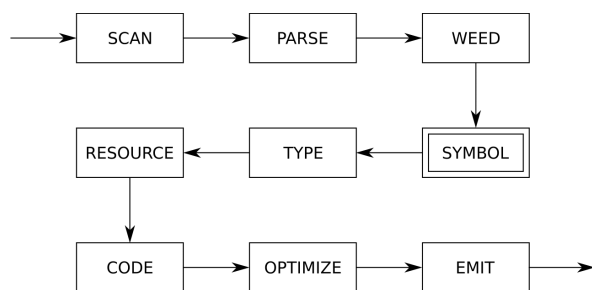 SCAN
PARSE
WEED
SYMBOL
TYPE
RESOURCE
CODE
OPTIMIZE
EMIT